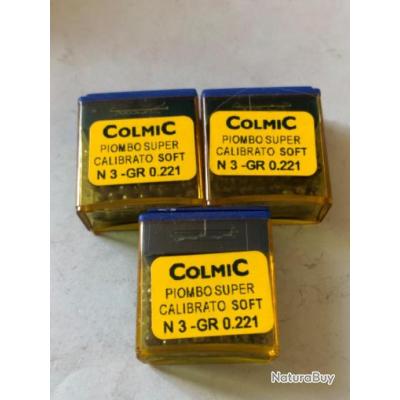 COLMIC
PIOMBO SUPER
CALIBRATO SOFT
N 3 -GR 0.221
COLMIC
PIOMBO SUPER
CALIBRATO SOFT
N 3 -GR 0.221
COLMIC
PIOMBO SUPER
CALIBRATO SOFT
N 3 -GR 0.221
NaturaBuy